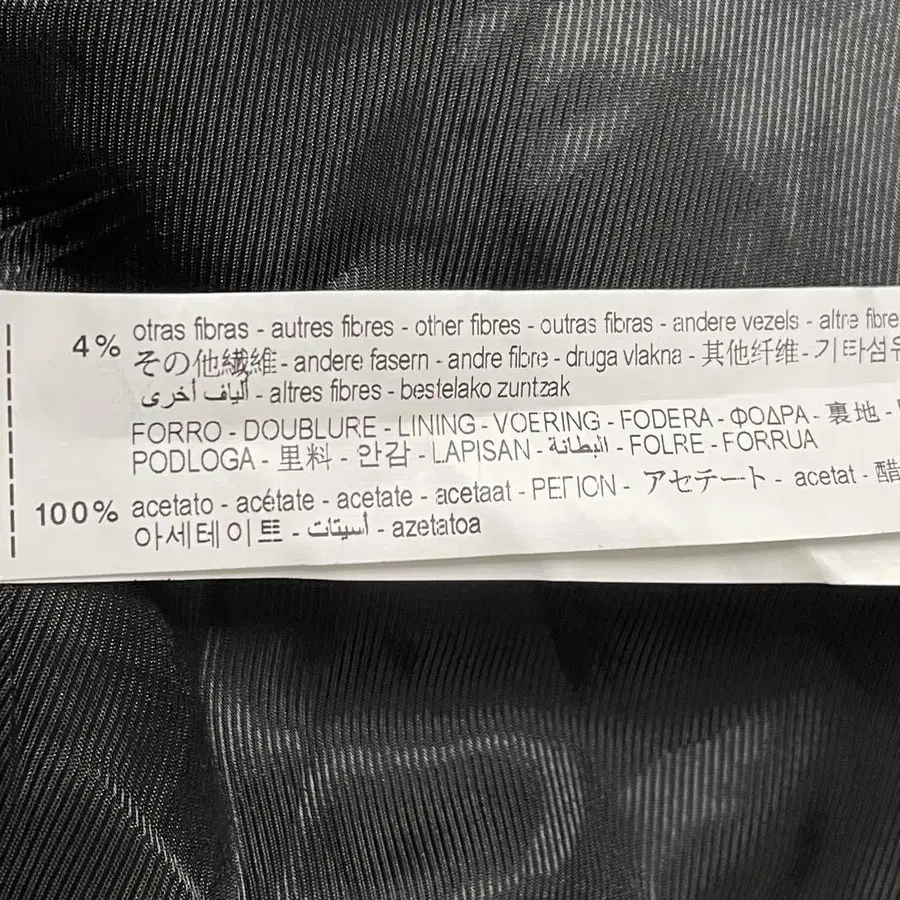 4% otras fibras - autres fibres - other fibres - outras fibras - andere vezels - altre fibre
その他繊維 - andere fasern - andre fibre - druga vlakna - 其他纤维 - 기타섬유
ألياف أخرى - altres fibres - bestelako zuntzak
FORRO - DOUBLURE - LINING - VOERING - FODERA - ΦΟΔΡΑ - 裏地 -
PODLOGA - 里料 - 안감 - LAPISAN - البطانة - FOLRE - FORRUA
100% acetato - acétate - acetate - acetaat - ΡΕΓΙΟΝ - アセテート - acetat - 醋
아세테이트 - أسيتات - azetatoa